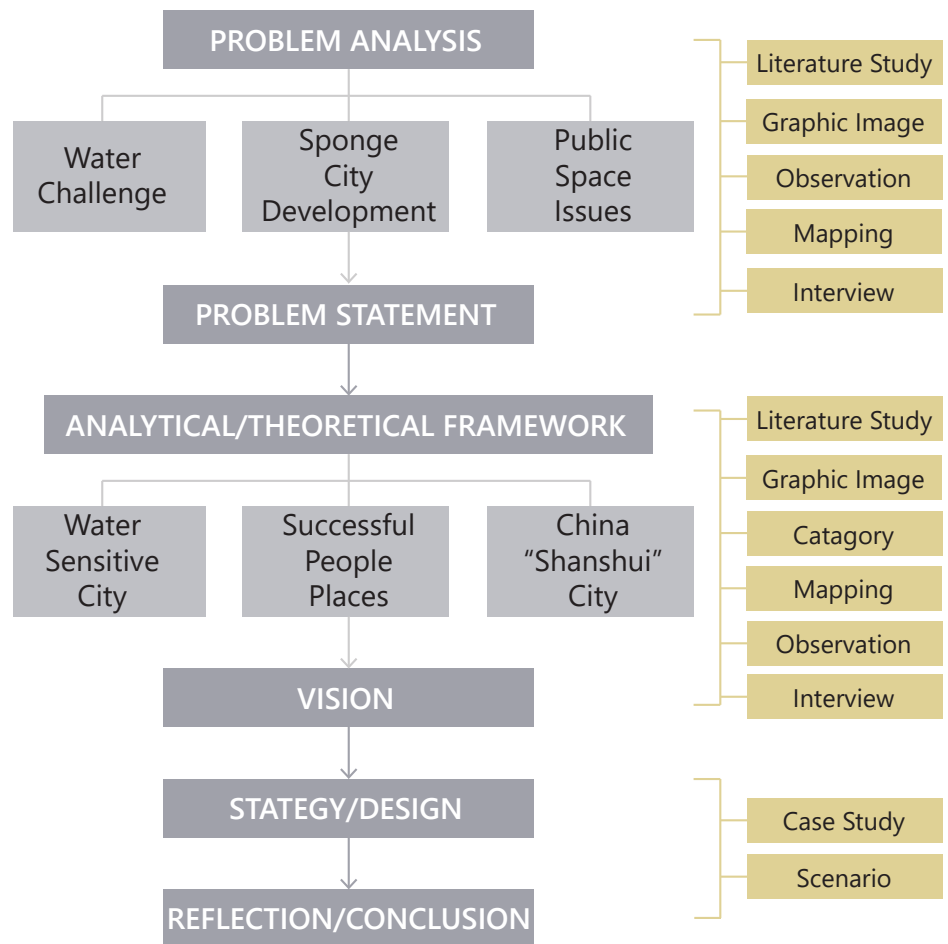 PROBLEM ANALYSIS
Water
Challenge
Sponge
City
Development
Public
Space
Issues
PROBLEM STATEMENT
Literature Study
Graphic Image
Observation
Mapping
Interview
ANALYTICAL/THEORETICAL FRAMEWORK
Water
Sensitive
City
Successful
People
Places
China
“Shanshui”
City
VISION
Literature Study
Graphic Image
Catagory
Mapping
Observation
Interview
STATEGY/DESIGN
REFLECTION/CONCLUSION
Case Study
Scenario